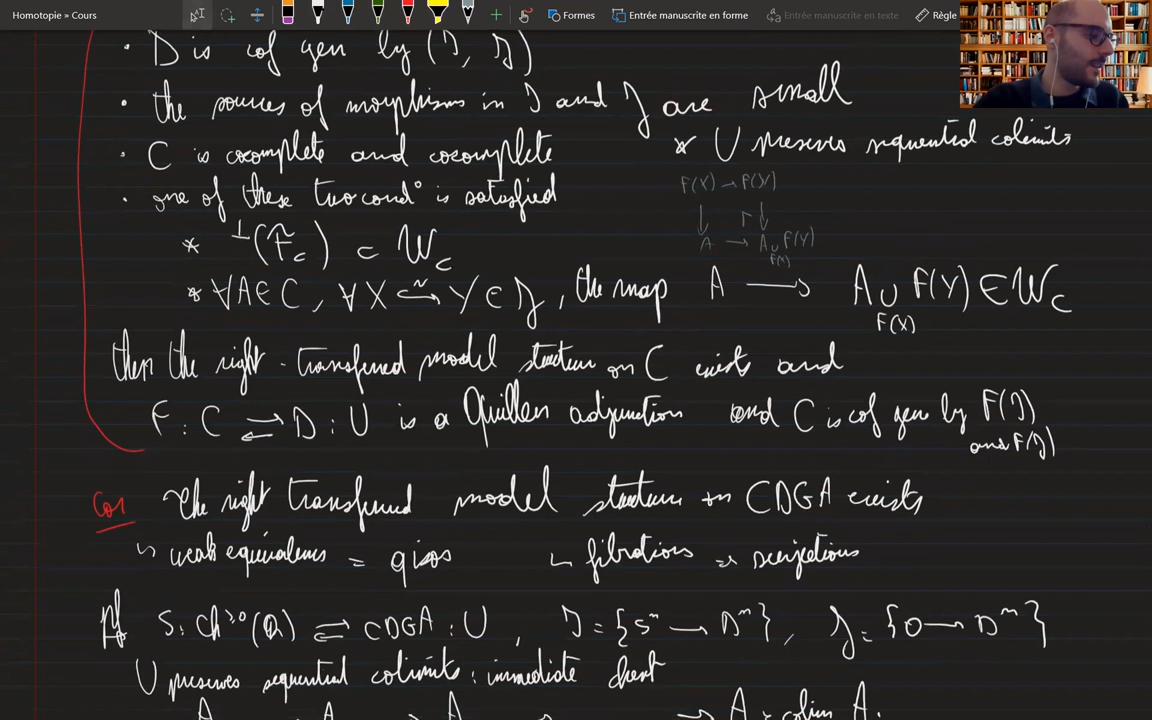 Homotopie » Cours
Formes
Entrée manuscrite en forme
Entrée manuscrite en texte
Règle
• D is cof gen by (I, J)
• the sources of morphisms in I and J are small
* U preserves sequential colimits
• C is cocomplete and cocomplete
• one of these two cond° is satisfied
F(X) → F(Y)
A → A ∪ F(Y)
F(X)
* ⊥(F_C) ⊂ W_C
* ∀A∈C, ∀X ↪ Y ∈ J, the map A → A ∪ F(Y) ∈ W_C
F(X)
then the right-transferred model structure on C exists and
F : C ⇄ D : U is a Quillen adjunction and C is cof gen by F(I)
and F(J)
Cor The right transferred model structure on CDGA exists
↳ weak equivalences = qisos ↳ fibrations = surjections
Pf S: Ch≥0(Q) ⇄ CDGA : U , I = {S^n → D^n}, J = {0 → D^n}
U preserves sequential colimits : immediate check